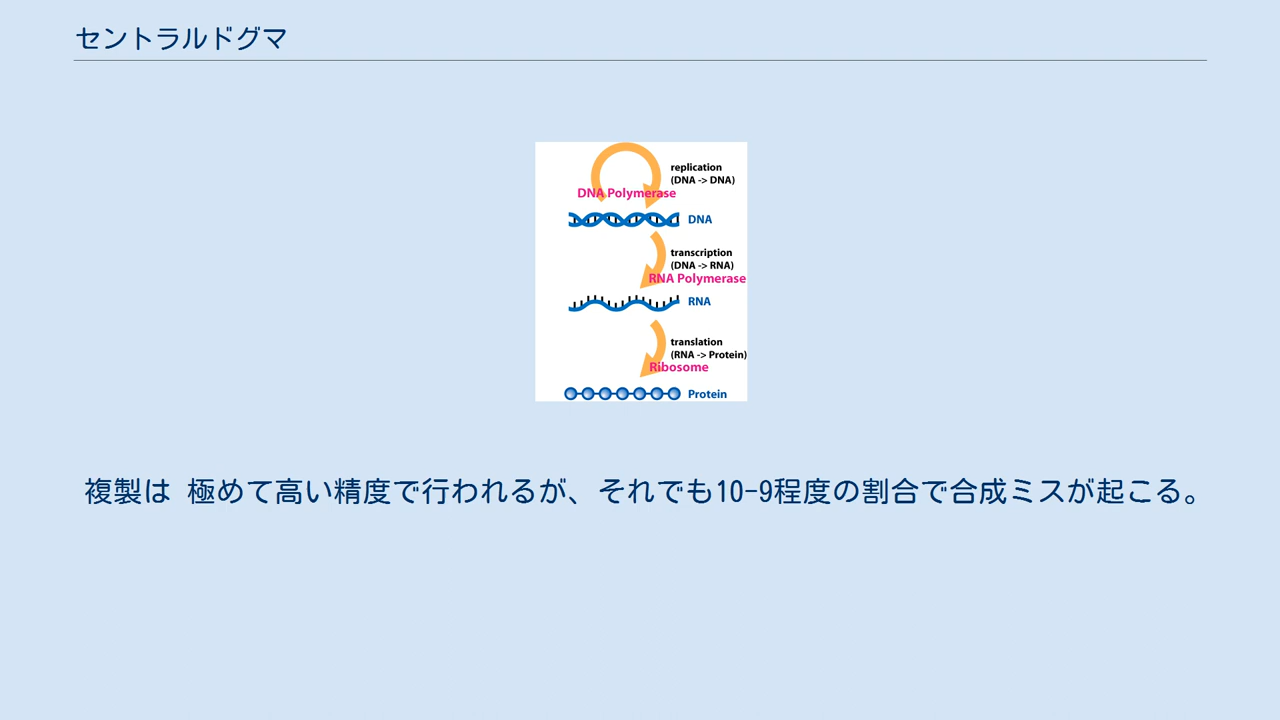 セントラルドグマ
replication
(DNA -> DNA)
DNA Polymerase
DNA
transcription
(DNA -> RNA)
RNA Polymerase
RNA
translation
(RNA -> Protein)
Ribosome
Protein
複製は 極めて高い精度で行われるが、それでも10-9程度の割合で合成ミスが起こる。